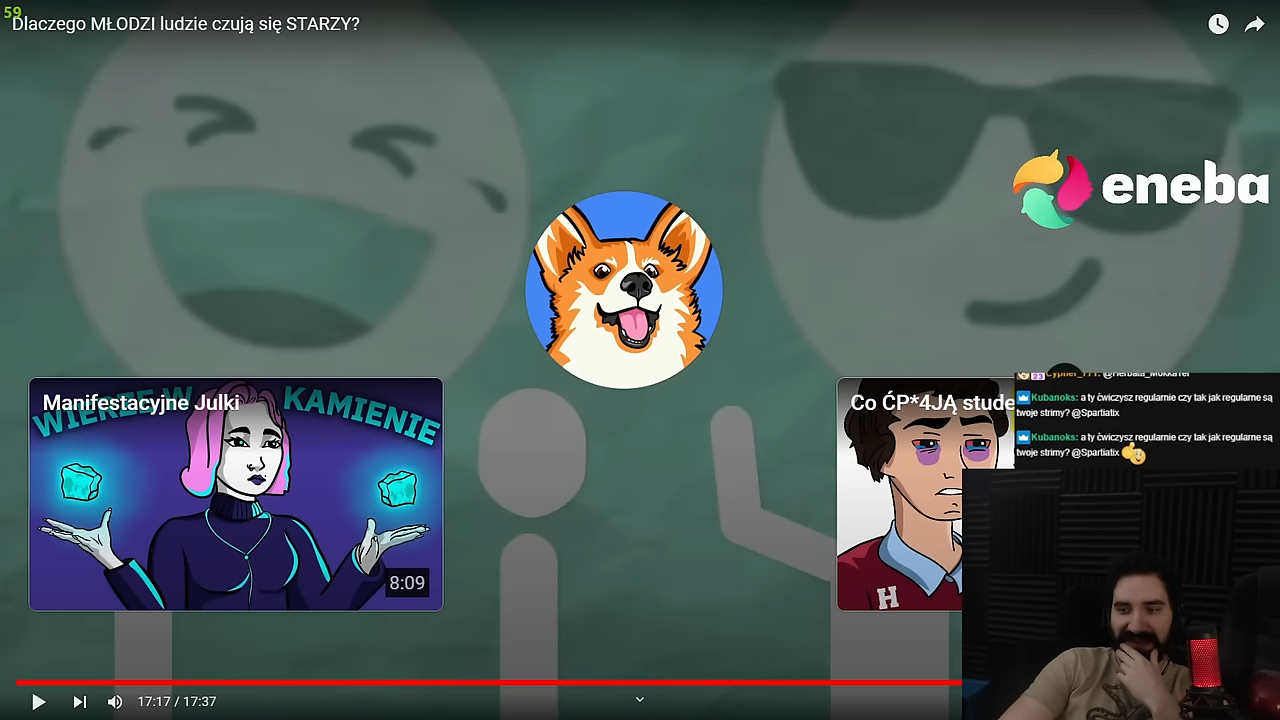 59
Dlaczego MŁODZI ludzie czują się STARZY?
eneba
Manifestacyjne Julki
WIERZĘ W KAMIENIE
8:09
Co ĆP*4JĄ stude
H
Cypher_771: @Herbata_Mokkarer
Kubanoks: a ty ćwiczysz regularnie czy tak jak regularne są
twoje strimy? @Spartiatix
Kubanoks: a ty ćwiczysz regularnie czy tak jak regularne są
twoje strimy? @Spartiatix
17:17 / 17:37